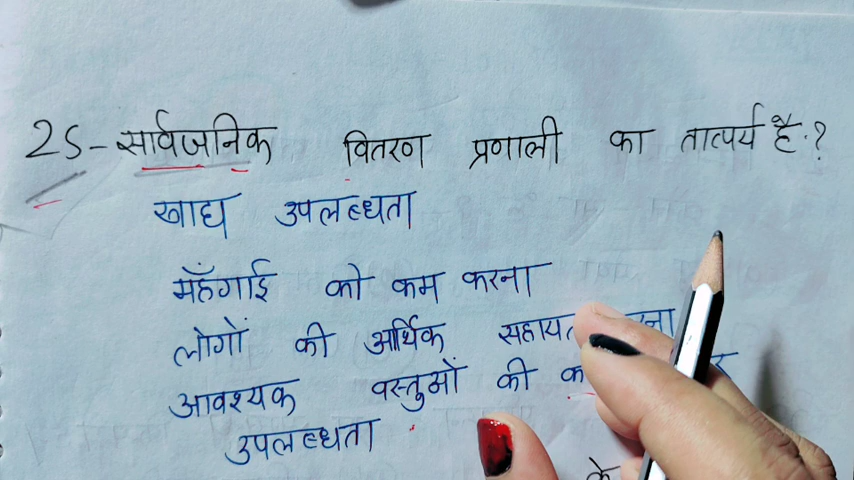 25- सार्वजनिक वितरण प्रणाली का तात्पर्य है?
खाद्य उपलब्धता
महँगाई को कम करना
लोगों की आर्थिक
आवश्यक वस्तुओं की
उपलब्धता
के